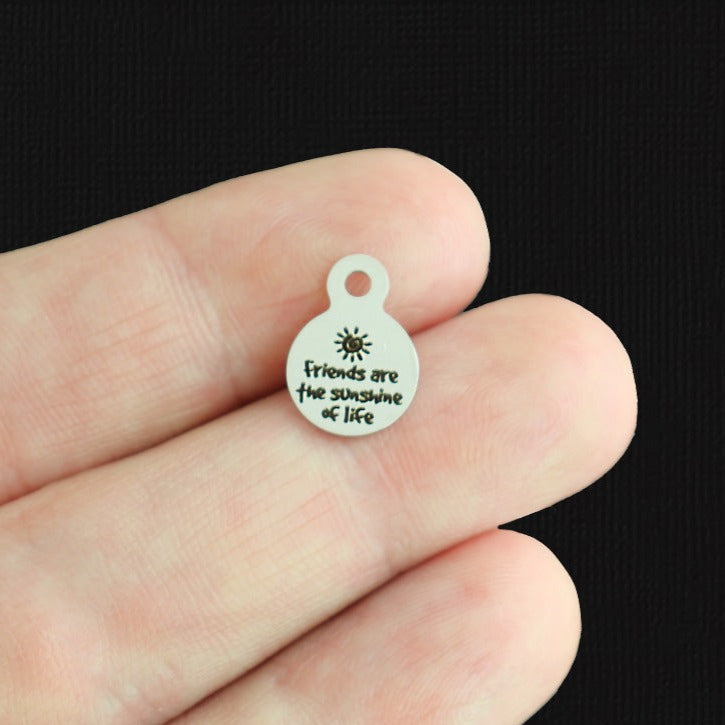 friends are
the sunshine
of life